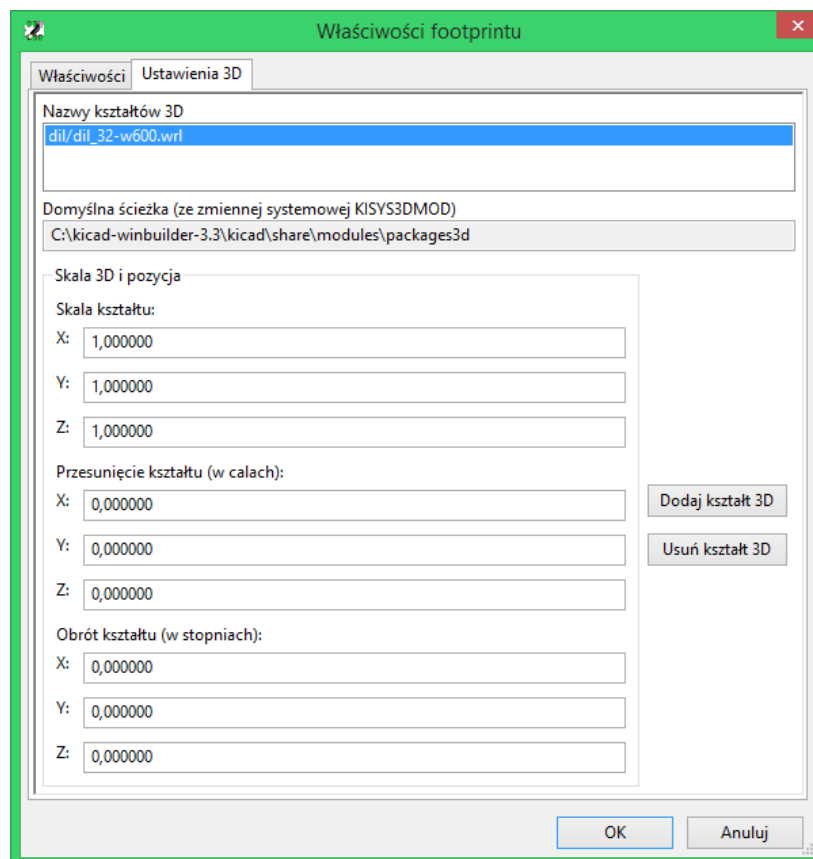 Właściwości footprintu
Właściwości
Ustawienia 3D
Nazwy kształtów 3D
dil/dil_32-w600.wrl
Domyślna ścieżka (ze zmiennej systemowej KISYS3DMOD)
C:\kicad-winbuilder-3.3\kicad\share\modules\packages3d
Skala 3D i pozycja
Skala kształtu:
X: 1,000000
Y: 1,000000
Z: 1,000000
Przesunięcie kształtu (w calach):
X: 0,000000
Dodaj kształt 3D
Y: 0,000000
Usuń kształt 3D
Z: 0,000000
Obrót kształtu (w stopniach):
X: 0,000000
Y: 0,000000
Z: 0,000000
OK
Anuluj